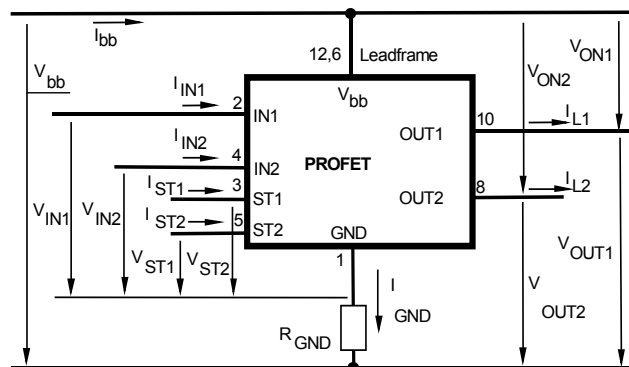 I bb
V bb
12,6 Leadframe
V ON1
V ON2
I IN1
2
IN1
V bb
10
I L1
OUT1
I IN2
4
IN2
PROFET
I ST1
3
ST1
OUT2
8
I L2
I ST2
5
ST2
GND
V IN1
V IN2
V ST1
V ST2
1
V OUT1
V OUT2
I GND
R GND